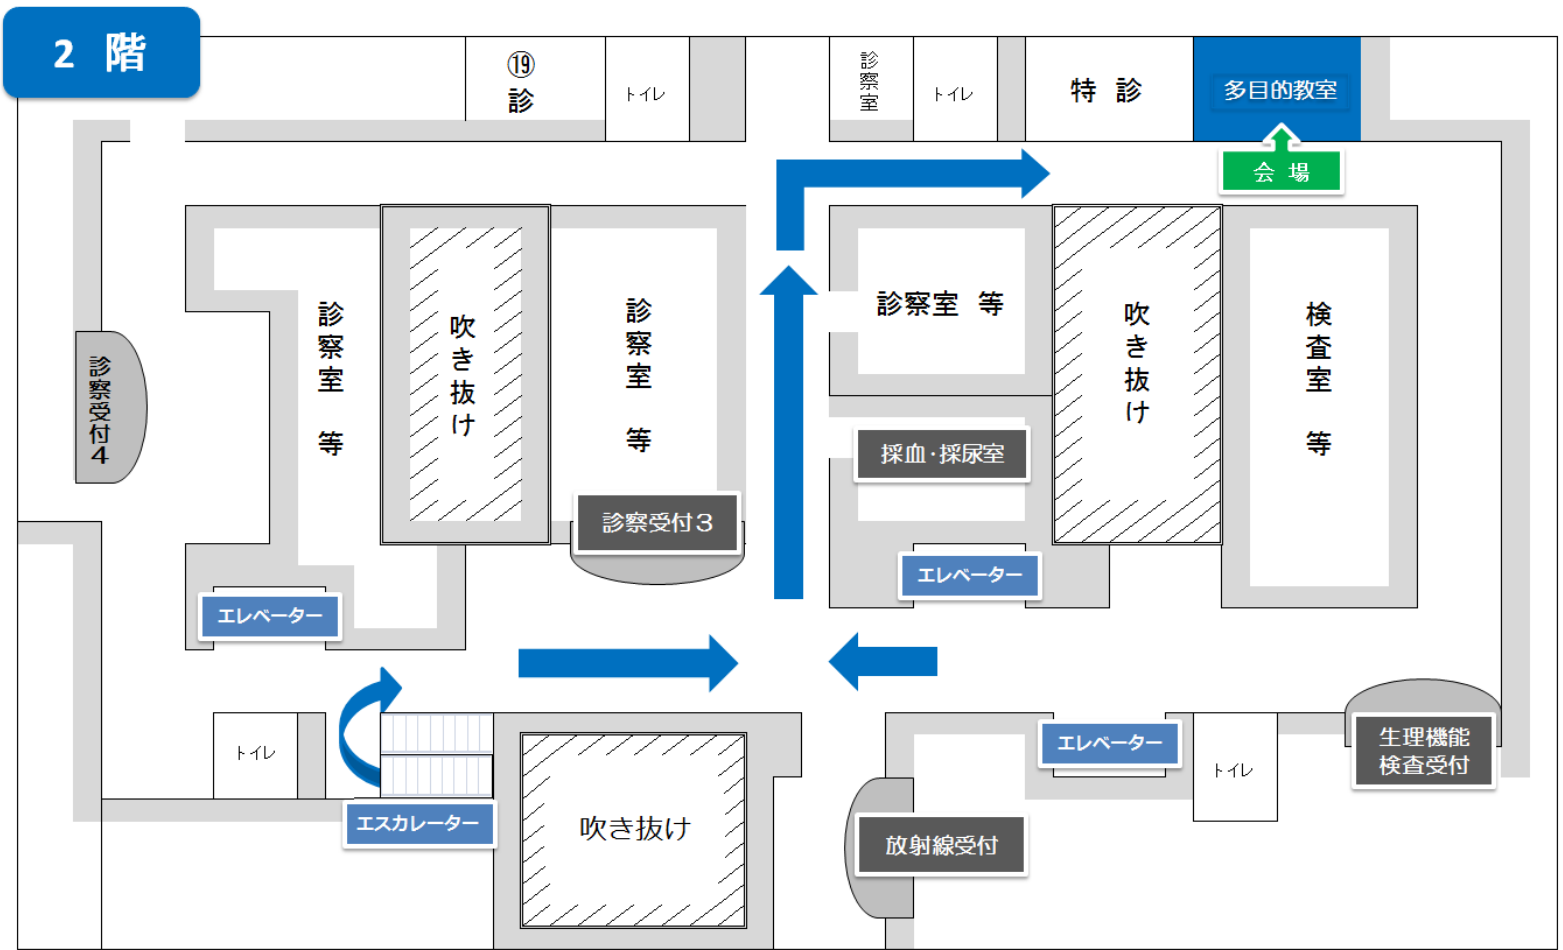 2 階
⑲
診
トイレ
診察室
トイレ
特 診
多目的教室
会 場
診察室 等
吹き抜け
診察室 等
診察室 等
吹き抜け
検査室 等
診察受付4
採血・採尿室
診察受付3
エレベーター
エレベーター
トイレ
エスカレーター
吹き抜け
エレベーター
トイレ
生理機能
検査受付
放射線受付